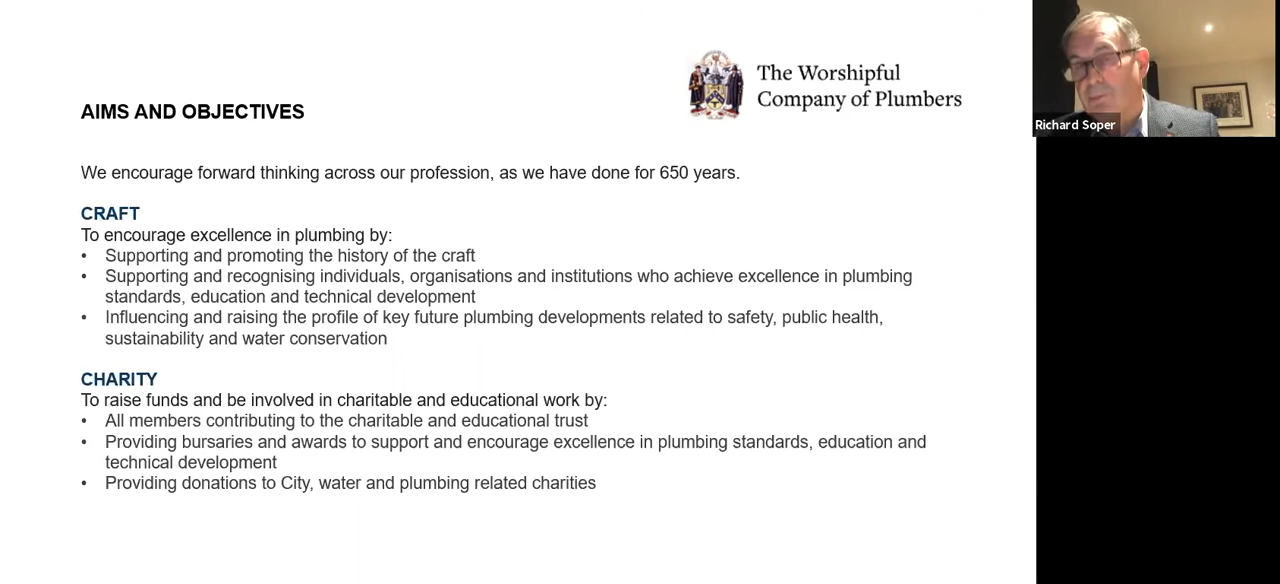 The Worshipful
Company of Plumbers
AIMS AND OBJECTIVES
We encourage forward thinking across our profession, as we have done for 650 years.
CRAFT
To encourage excellence in plumbing by:
• Supporting and promoting the history of the craft
• Supporting and recognising individuals, organisations and institutions who achieve excellence in plumbing
standards, education and technical development
• Influencing and raising the profile of key future plumbing developments related to safety, public health,
sustainability and water conservation
CHARITY
To raise funds and be involved in charitable and educational work by:
• All members contributing to the charitable and educational trust
• Providing bursaries and awards to support and encourage excellence in plumbing standards, education and
technical development
• Providing donations to City, water and plumbing related charities
Richard Soper